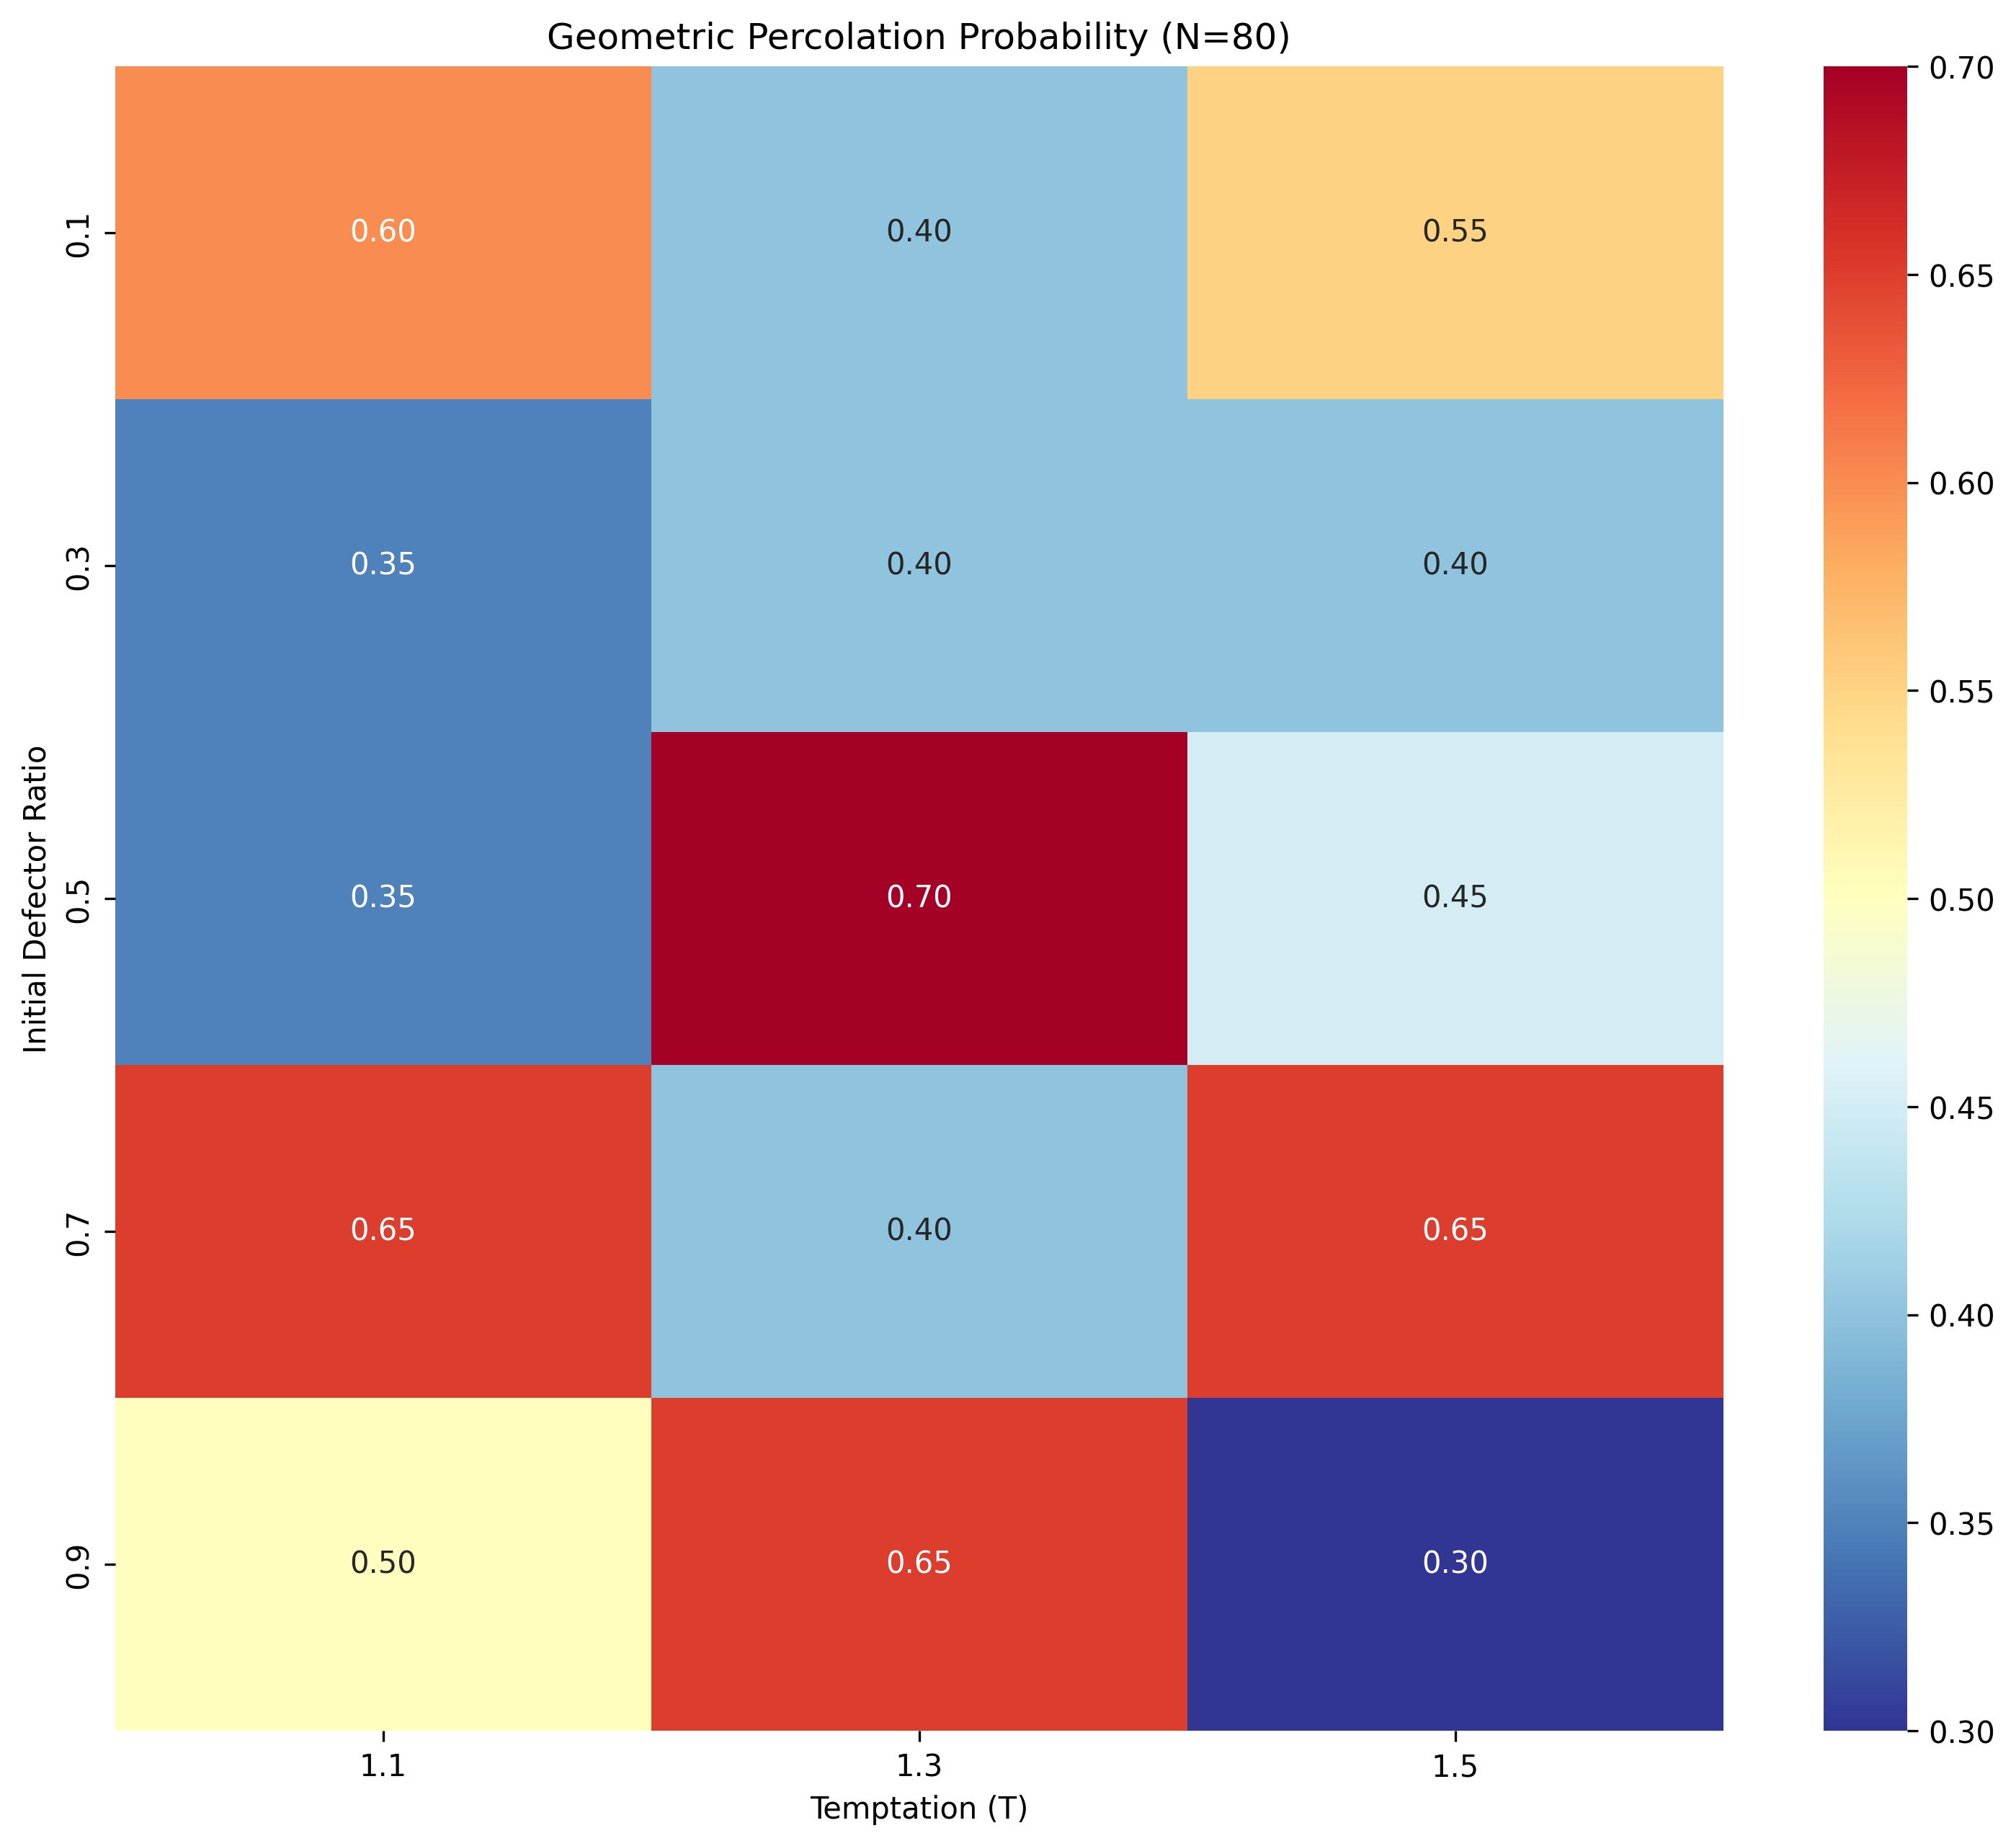 Geometric Percolation Probability (N=80)
Initial Defector Ratio
0.1 0.60 0.40 0.55
0.3 0.35 0.40 0.40
0.5 0.35 0.70 0.45
0.7 0.65 0.40 0.65
0.9 0.50 0.65 0.30
1.1 1.3 1.5
Temptation (T)
0.70
0.65
0.60
0.55
0.50
0.45
0.40
0.35
0.30